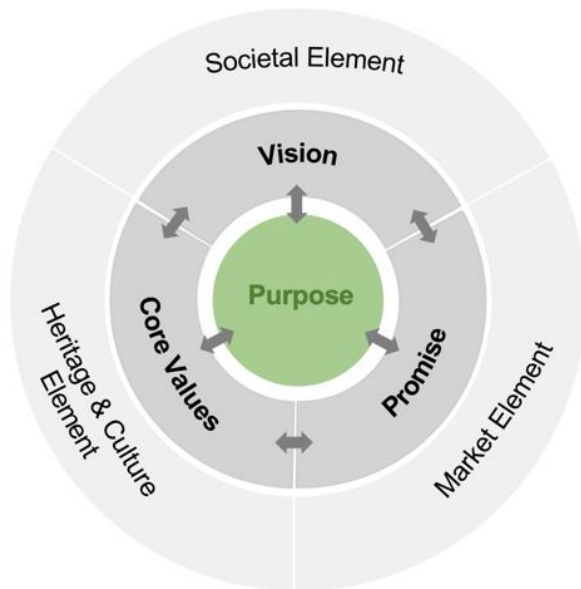 Societal Element
Vision
Purpose
Core Values
Promise
Heritage & Culture
Element
Market Element